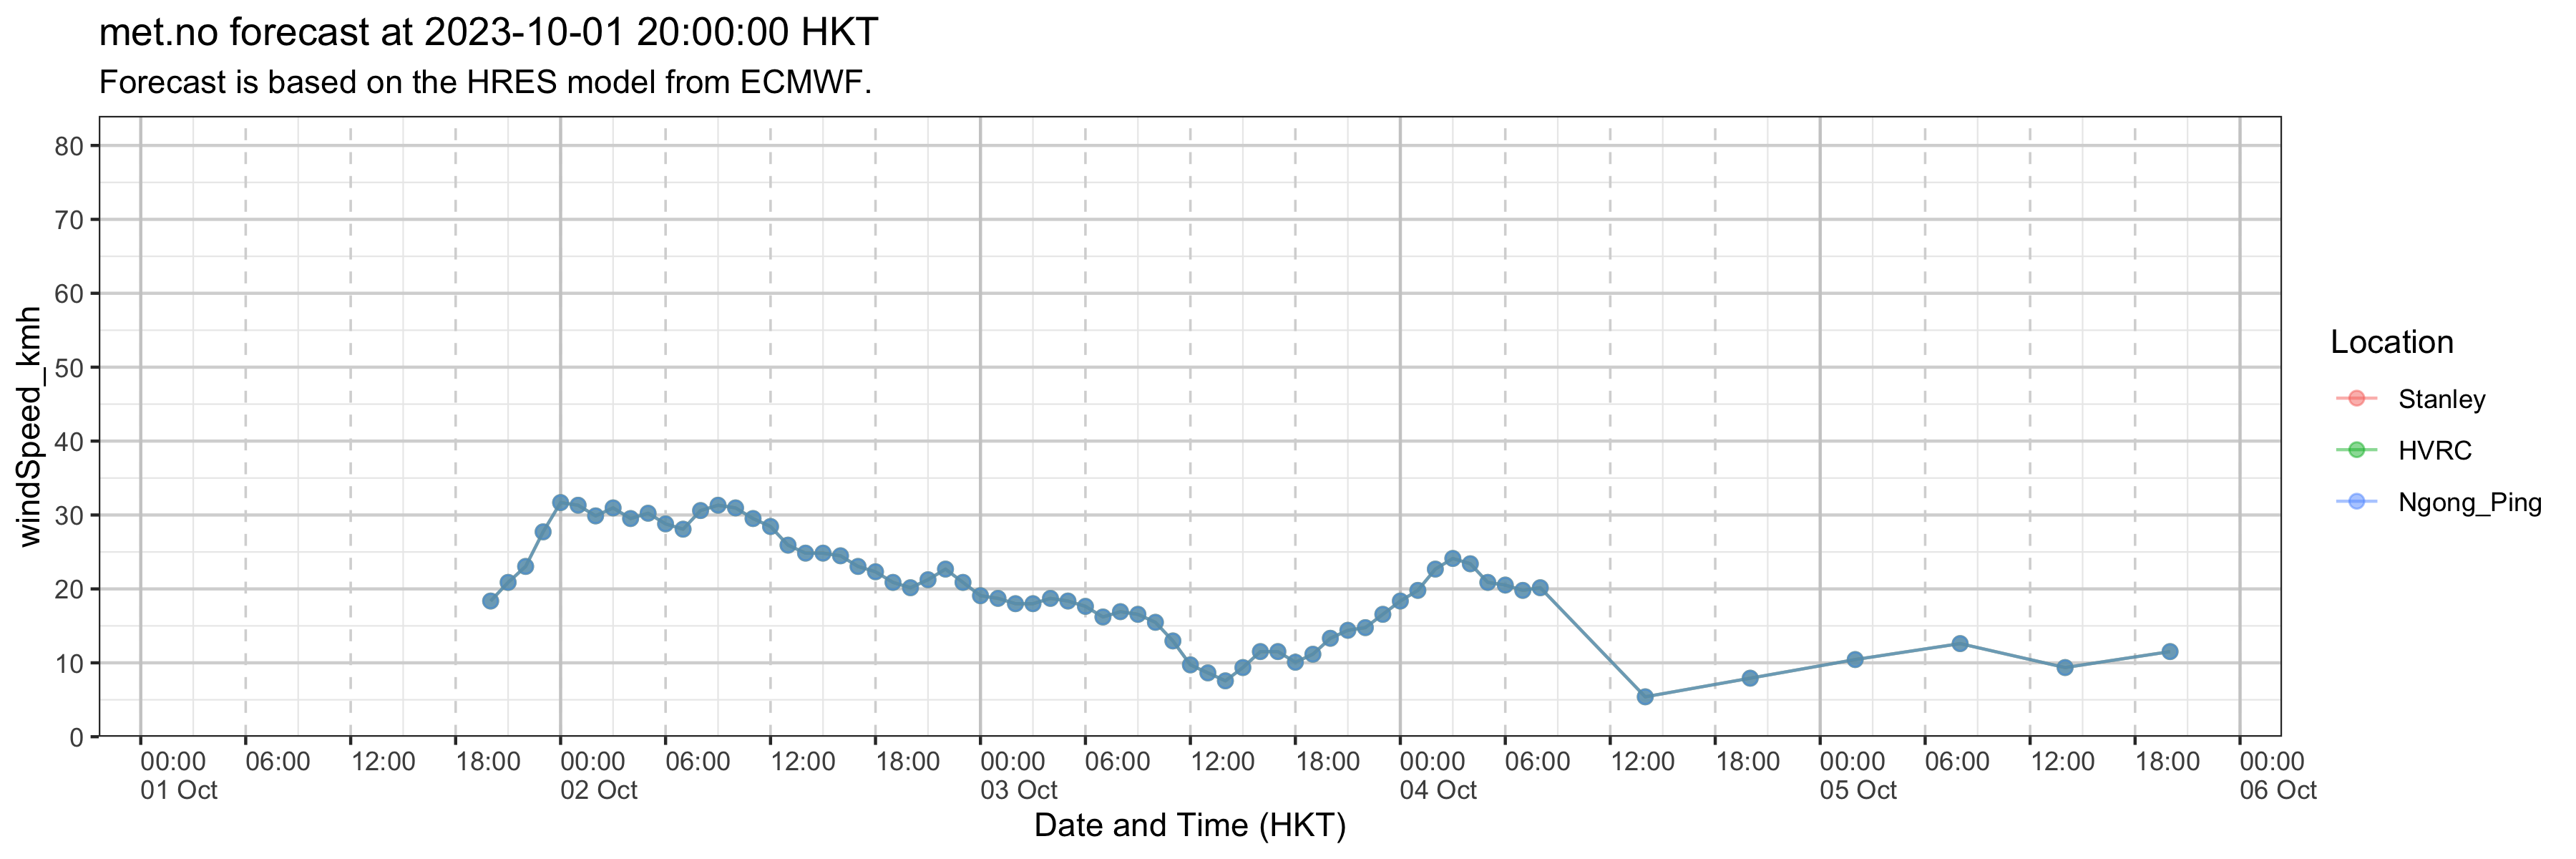 met.no forecast at 2023-10-01 20:00:00 HKT
Forecast is based on the HRES model from ECMWF.
windSpeed_kmh
80
70
60
50
40
30
20
10
0
00:00 06:00 12:00 18:00 00:00 06:00 12:00 18:00 00:00 06:00 12:00 18:00 00:00 06:00 12:00 18:00 00:00 06:00 12:00 18:00 00:00
01 Oct 02 Oct 03 Oct 04 Oct 05 Oct 06 Oct
Date and Time (HKT)
Location
Stanley
HVRC
Ngong_Ping